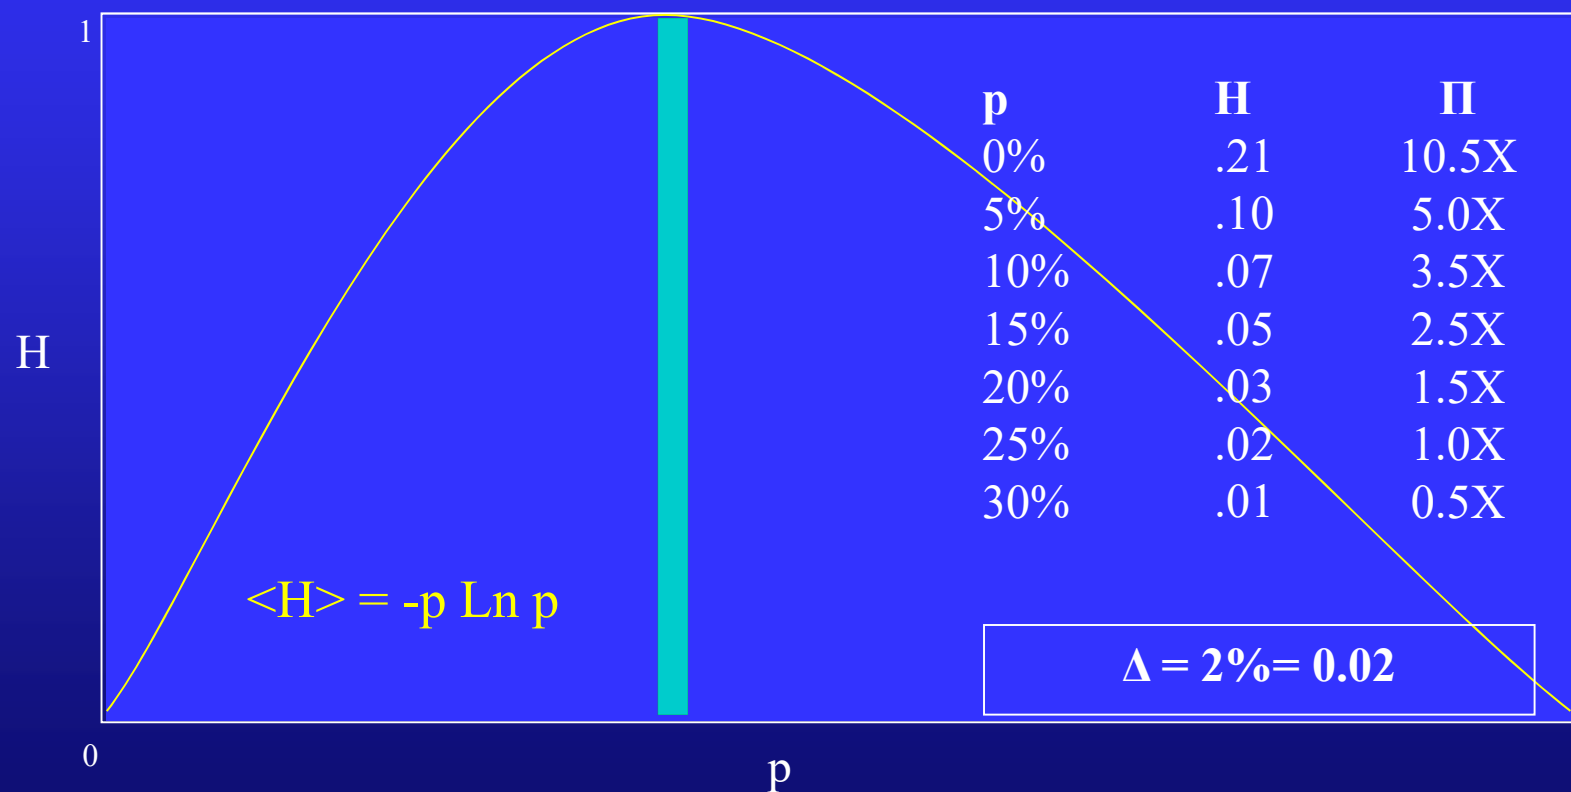 1
p H Π
0% .21 10.5X
5% .10 5.0X
10% .07 3.5X
15% .05 2.5X
H
20% .03 1.5X
25% .02 1.0X
30% .01 0.5X
<H> = -p Ln p
Δ = 2%= 0.02
0
p